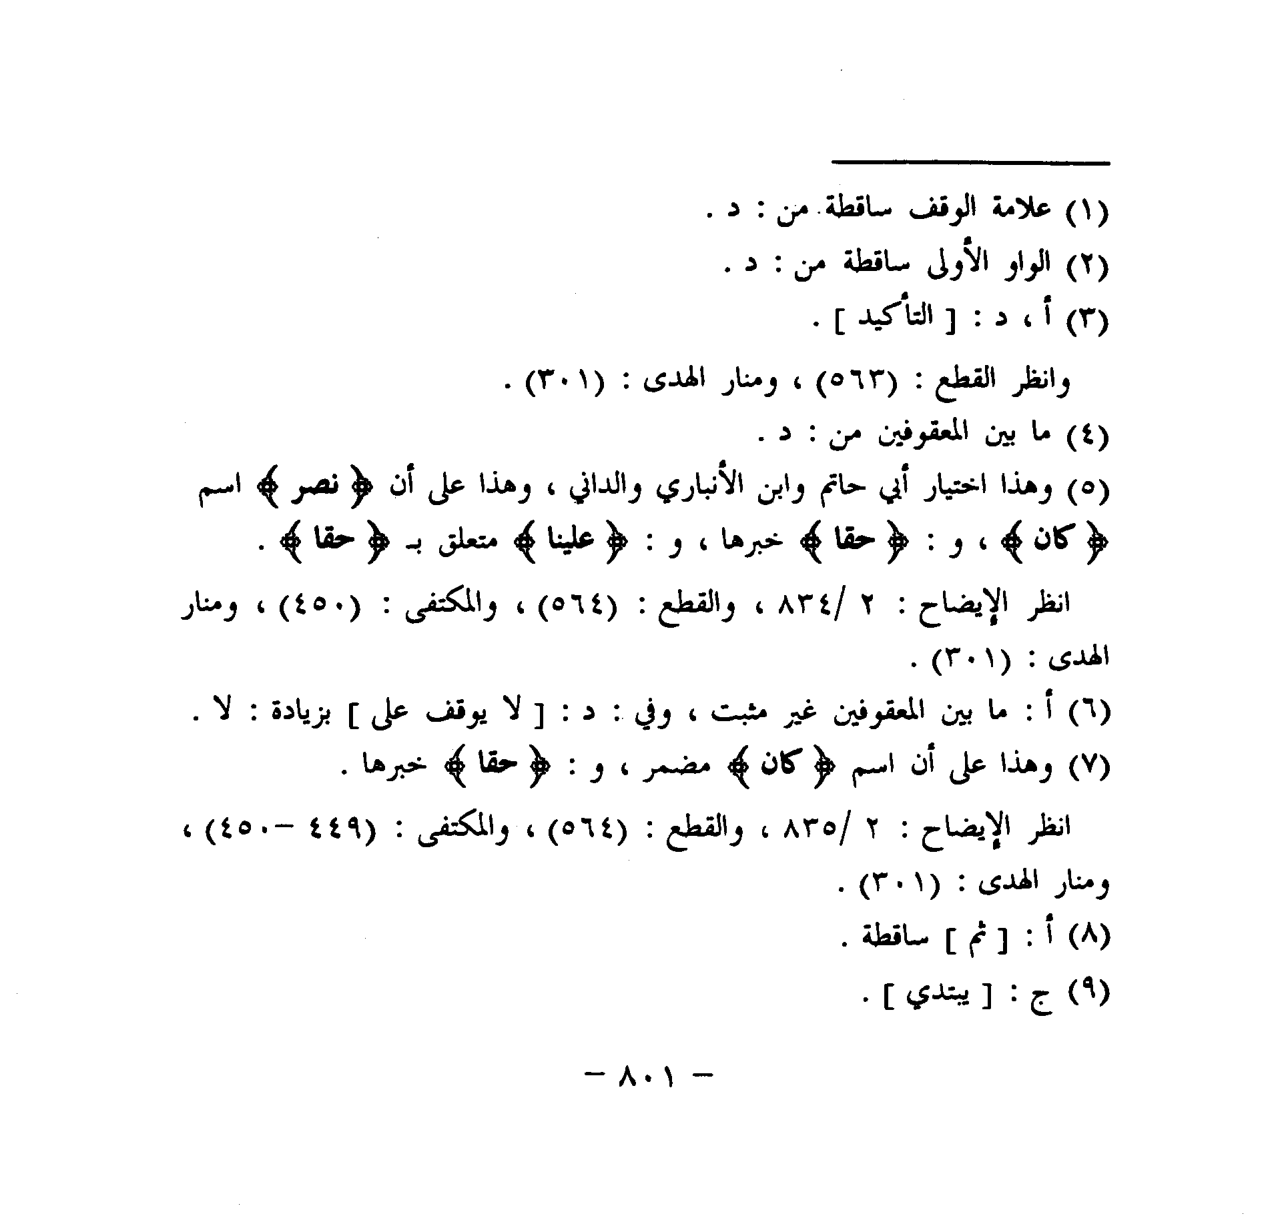 (١) علامة الوقف ساقطة من : د .
(٢) الواو الأولى ساقطة من : د .
(٣) أ ، د : [ التأكيد ] .
وانظر القطع : (٥٦٣) ، ومنار الهدى : (٣٠١) .
(٤) ما بين المعقوفين من : د .
(٥) وهذا اختيار أبي حاتم وابن الأنباري والداني ، وهذا على أن ﴿ نصر ﴾ اسم
﴿ كان ﴾ ، و : ﴿ حقا ﴾ خبرها ، و : ﴿ علينا ﴾ متعلق بـ ﴿ حقا ﴾ .
انظر الإيضاح : ٢ /٨٣٤ ، والقطع : (٥٦٤) ، والمكتفى : (٤٥٠) ، ومنار
الهدى : (٣٠١) .
(٦) أ : ما بين المعقوفين غير مثبت ، وفي : د : [ لا يوقف على ] بزيادة : لا .
(٧) وهذا على أن اسم ﴿ كان ﴾ مضمر ، و : ﴿ حقا ﴾ خبرها .
انظر الإيضاح : ٢ /٨٣٥ ، والقطع : (٥٦٤) ، والمكتفى : (٤٤٩ –٤٥٠) ،
ومنار الهدى : (٣٠١) .
(٨) أ : [ ثم ] ساقطة .
(٩) ج : [ يبتدي ] .
– ٨٠١ –